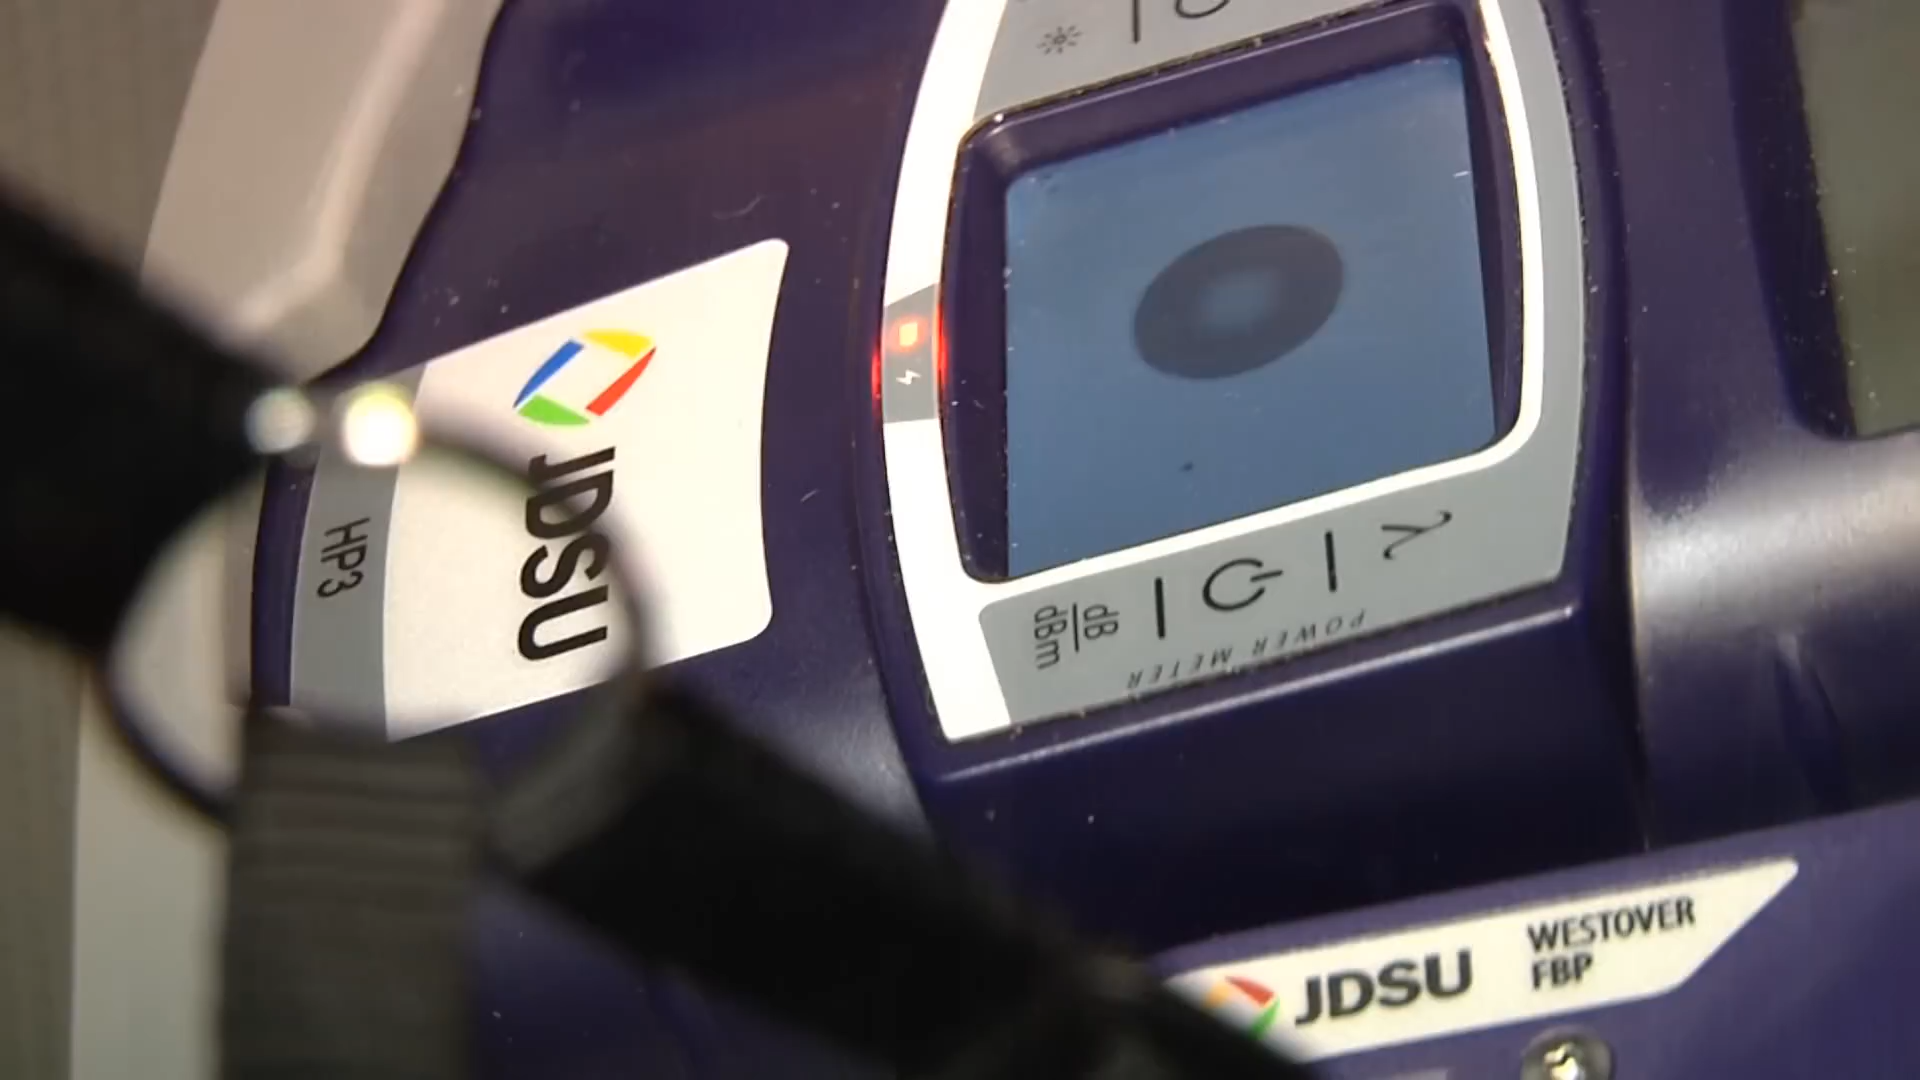 HP3
JDSU
dB
dBm
λ
POWER METER
JDSU
WESTOVER
FBP